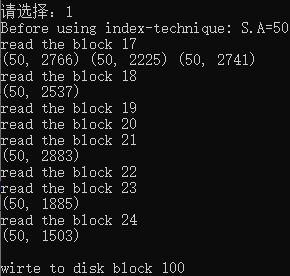 请选择：1
Before using index-technique: S.A=50
read the block 17
(50, 2766) (50, 2225) (50, 2741)
read the block 18
(50, 2537)
read the block 19
read the block 20
read the block 21
(50, 2883)
read the block 22
read the block 23
(50, 1885)
read the block 24
(50, 1503)
wirte to disk block 100